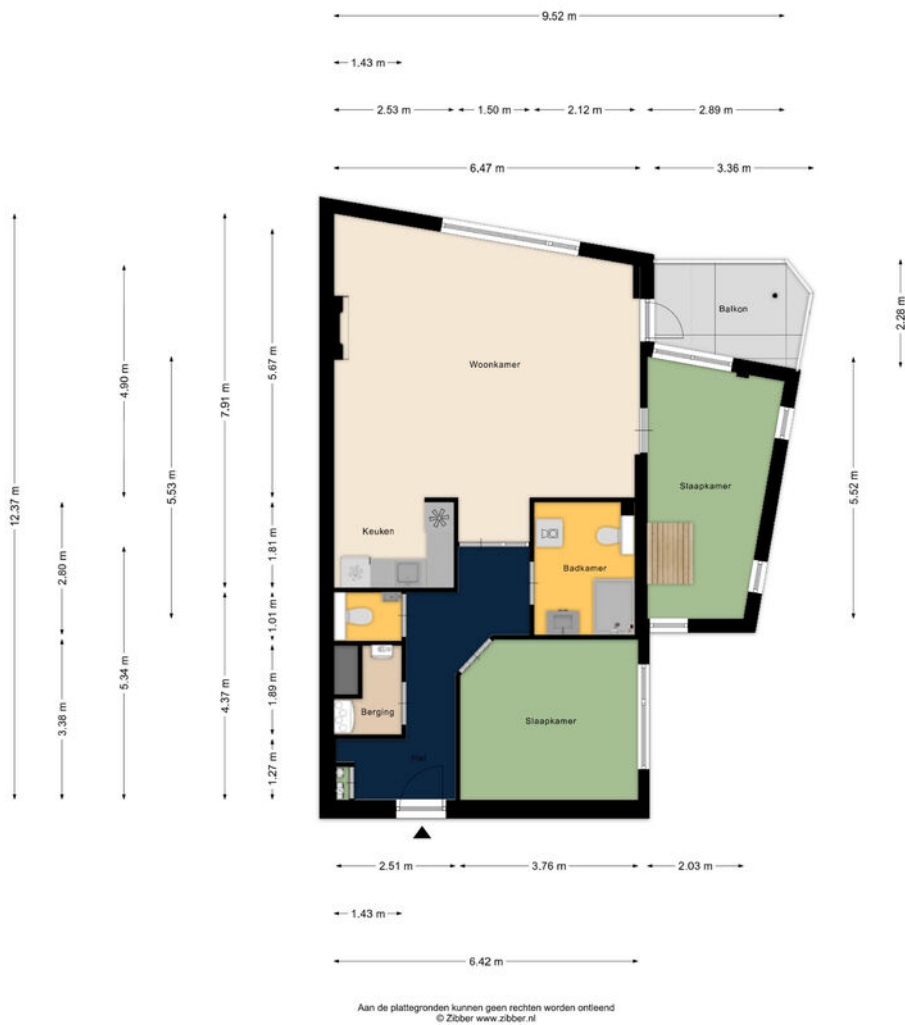 9.52 m
1.43 m
2.53 m 1.50 m 2.12 m 2.89 m
6.47 m 3.36 m
Balkon
2.28 m
Woonkamer
4.90 m
7.91 m
5.67 m
12.37 m
5.53 m
5.52 m
Slaapkamer
Keuken
2.80 m
1.81 m
Badkamer
1.01 m
5.34 m
4.37 m
3.38 m
1.89 m
Berging
Slaapkamer
Hal
1.27 m
2.51 m 3.76 m 2.03 m
1.43 m
6.42 m
Aan de plattegronden kunnen geen rechten worden ontleend
© Zibber www.zibber.nl